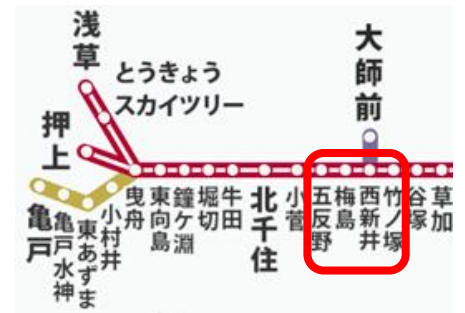 浅草
とうきょう
スカイツリー
押上
大師前
曳舟
東向島
鐘ケ淵
堀切
牛田
北千住
小菅
五反野
梅島
西新井
竹ノ塚
谷塚
草加
亀戸
亀戸水神
東あずま
小村井